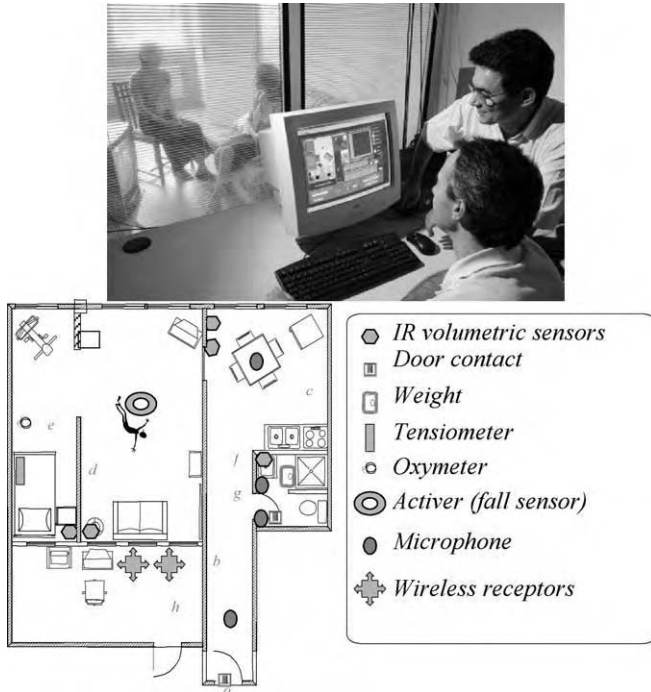 IR volumetric sensors
Door contact
Weight
Tensiometer
Oxymeter
Activer (fall sensor)
Microphone
Wireless receptors
c
e
f
d
g
b
h
a